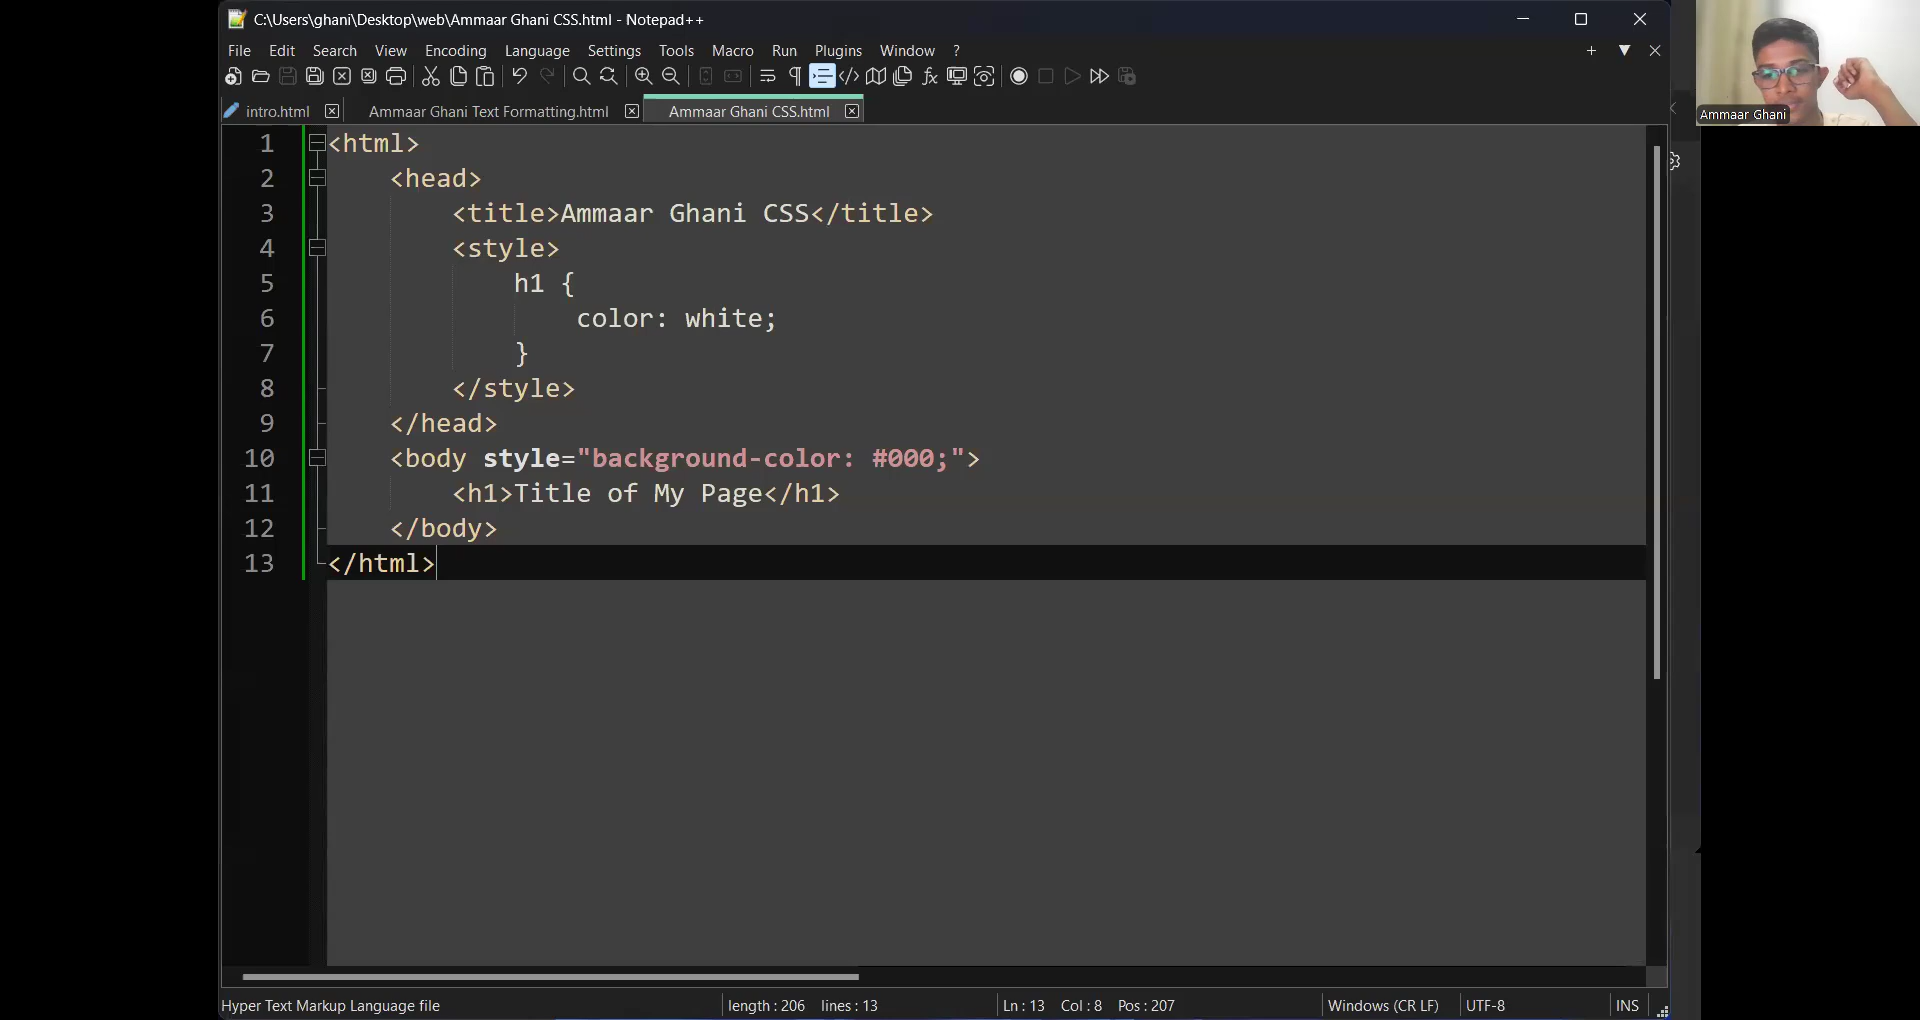 C:\Users\ghani\Desktop\web\Ammaar Ghani CSS.html - Notepad++
File Edit Search View Encoding Language Settings Tools Macro Run Plugins Window ?
intro.html Ammaar Ghani Text Formatting.html Ammaar Ghani CSS.html
Ammaar Ghani
1 <html>
2 <head>
3 <title>Ammaar Ghani CSS</title>
4 <style>
5 h1 {
6 color: white;
7 }
8 </style>
9 </head>
10 <body style="background-color: #000;">
11 <h1>Title of My Page</h1>
12 </body>
13 </html>
Hyper Text Markup Language file length : 206 lines : 13 Ln : 13 Col : 8 Pos : 207 Windows (CR LF) UTF-8 INS